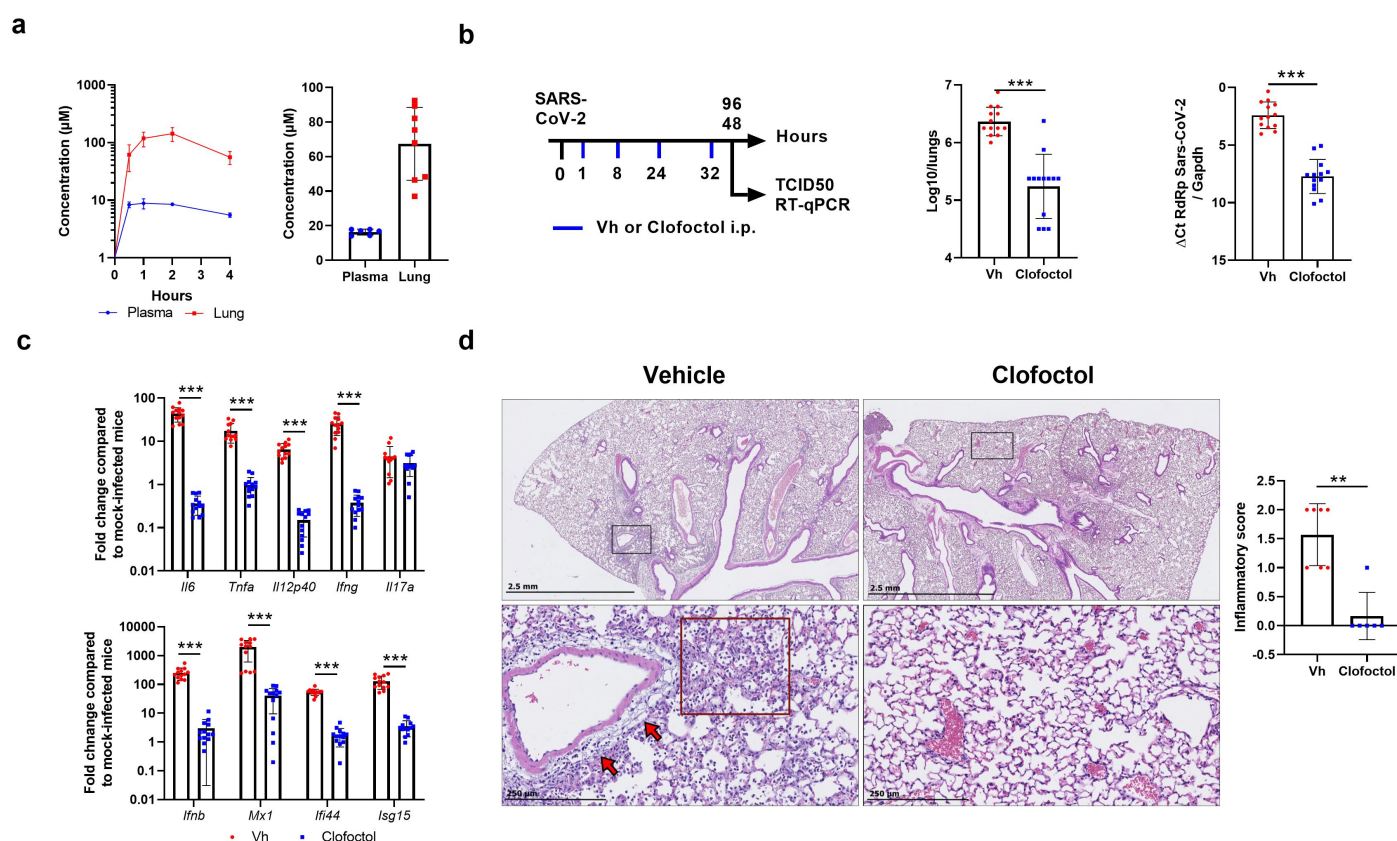 a
Concentration (µM)
1000
100
10
1
0
1
2
3
4
Hours
Plasma
Lung
Concentration (µM)
100
80
60
40
20
0
Plasma
Lung
b
SARS-
CoV-2
96
48
Hours
0
1
8
24
32
TCID50
RT-qPCR
Vh or Clofoctol i.p.
Log10/lungs
7
6
5
4
***
Vh
Clofoctol
ΔCt RdRp Sars-CoV-2
/ Gapdh
0
5
10
15
***
Vh
Clofoctol
c
Fold change compared
to mock-infected mice
100
10
1
0.1
0.01
***
***
***
***
Il6
Tnfa
Il12p40
Ifng
Il17a
Fold chhange compared
to mock-infected mice
10000
1000
100
10
1
0.1
0.01
***
***
***
***
Ifnb
Mx1
Ifi44
Isg15
Vh
Clofoctol
d
Vehicle
Clofoctol
2.5 mm
2.5 mm
250 µm
250 µm
Inflammatory score
2.5
2.0
1.5
1.0
0.5
0.0
-0.5
**
Vh
Clofoctol